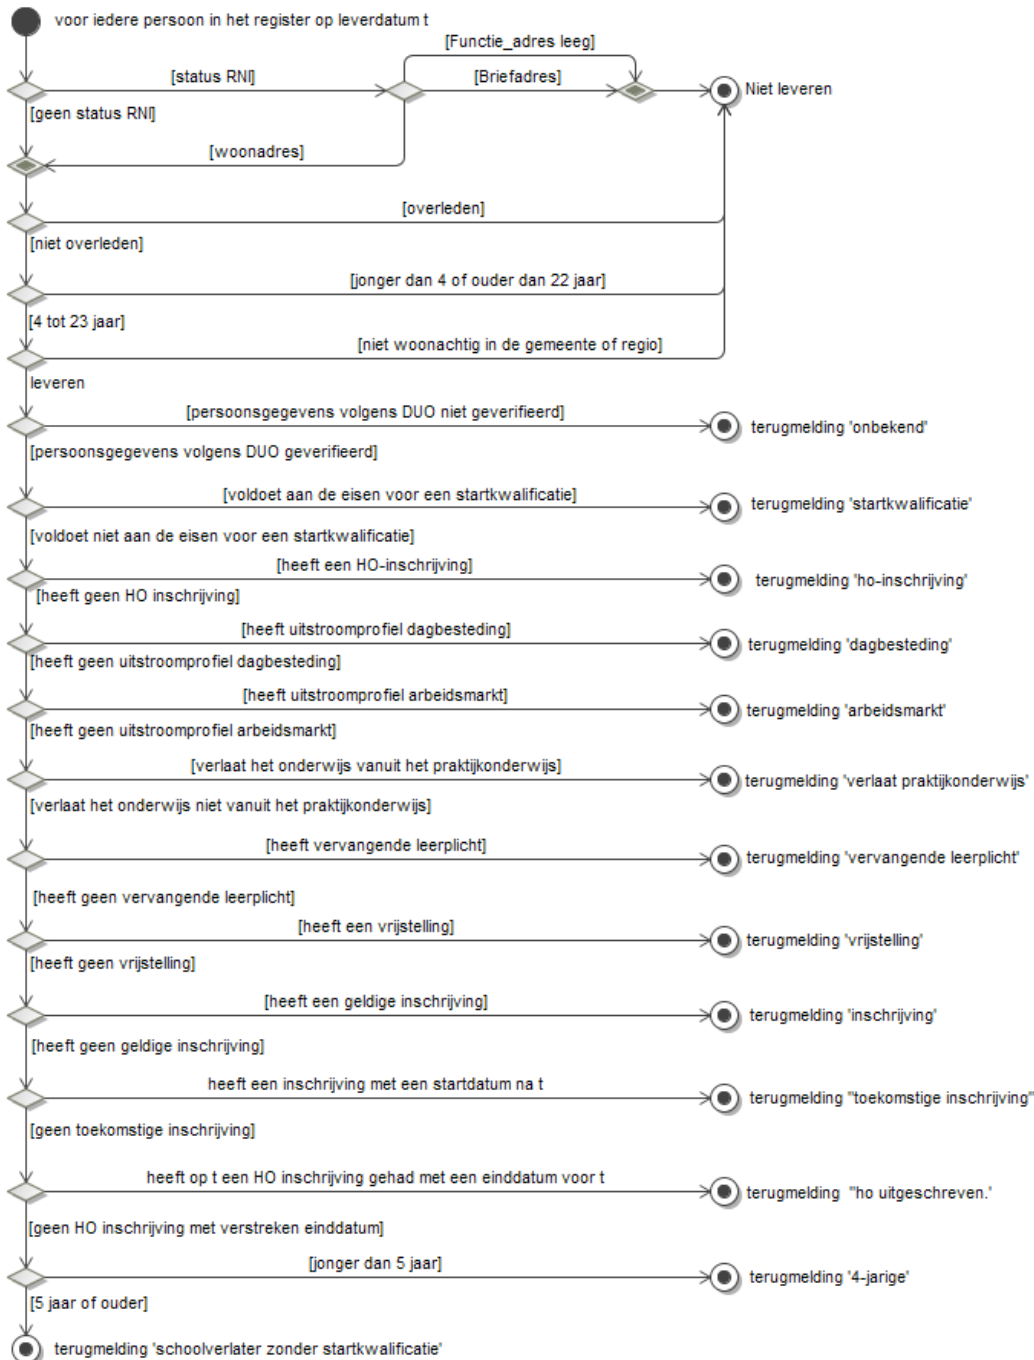 voor iedere persoon in het register op leverdatum t
[Functie_adres leeg]
[status RNI]
[Briefadres]
Niet leveren
[geen status RNI]
[woonadres]
[overleden]
[niet overleden]
[jonger dan 4 of ouder dan 22 jaar]
[4 tot 23 jaar]
[niet woonachtig in de gemeente of regio]
leveren
[persoonsgegevens volgens DUO niet geverifieerd]
terugmelding 'onbekend'
[persoonsgegevens volgens DUO geverifieerd]
[voldoet aan de eisen voor een startkwalificatie]
terugmelding 'startkwalificatie'
[voldoet niet aan de eisen voor een startkwalificatie]
[heeft een HO-inschrijving]
terugmelding 'ho-inschrijving'
[heeft geen HO inschrijving]
[heeft uitstroomprofiel dagbesteding]
terugmelding 'dagbesteding'
[heeft geen uitstroomprofiel dagbesteding]
[heeft uitstroomprofiel arbeidsmarkt]
terugmelding 'arbeidsmarkt'
[heeft geen uitstroomprofiel arbeidsmarkt]
[verlaat het onderwijs vanuit het praktijkonderwijs]
terugmelding 'verlaat praktijkonderwijs'
[verlaat het onderwijs niet vanuit het praktijkonderwijs]
[heeft vervangende leerplicht]
terugmelding 'vervangende leerplicht'
[heeft geen vervangende leerplicht]
[heeft een vrijstelling]
terugmelding 'vrijstelling'
[heeft geen vrijstelling]
[heeft een geldige inschrijving]
terugmelding 'inschrijving'
[heeft geen geldige inschrijving]
heeft een inschrijving met een startdatum na t
terugmelding "toekomstige inschrijving"
[geen toekomstige inschrijving]
heeft op t een HO inschrijving gehad met een einddatum voor t
terugmelding "ho uitgeschreven.'
[geen HO inschrijving met verstreken einddatum]
[jonger dan 5 jaar]
terugmelding '4-jarige'
[5 jaar of ouder]
terugmelding 'schoolverlater zonder startkwalificatie'